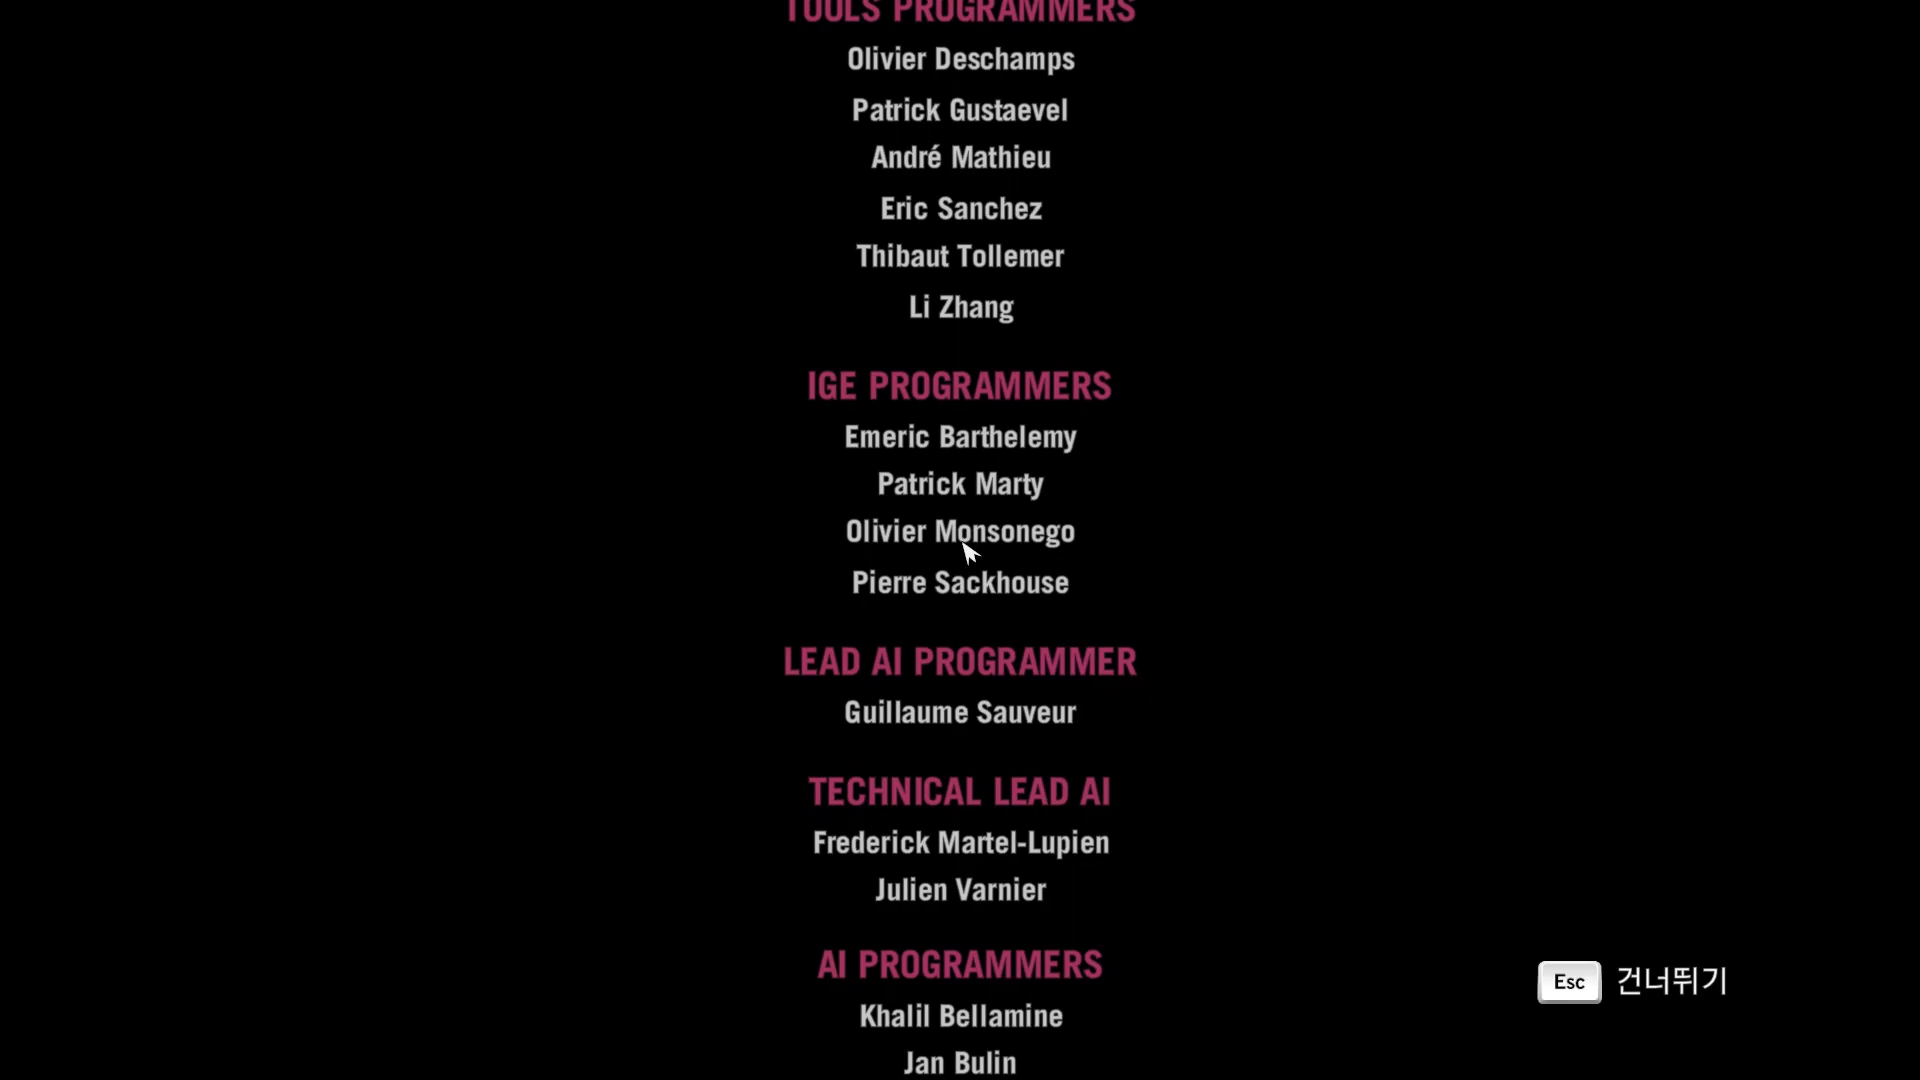 TOOLS PROGRAMMERS
Olivier Deschamps
Patrick Gustaevel
André Mathieu
Eric Sanchez
Thibaut Tollemer
Li Zhang
IGE PROGRAMMERS
Emeric Barthelemy
Patrick Marty
Olivier Monsonego
Pierre Sackhouse
LEAD AI PROGRAMMER
Guillaume Sauveur
TECHNICAL LEAD AI
Frederick Martel-Lupien
Julien Varnier
AI PROGRAMMERS
Khalil Bellamine
Esc 건너뛰기
Jan Bulin